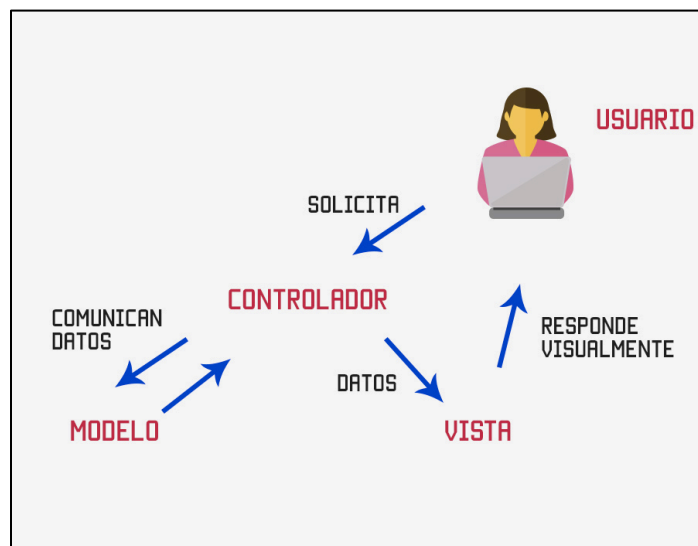 USUARIO
SOLICITA
CONTROLADOR
COMUNICAN
DATOS
RESPONDE
VISUALMENTE
DATOS
MODELO
VISTA